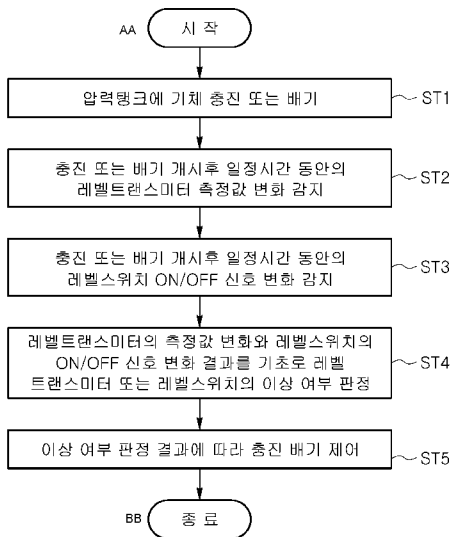 AA 시 작
압력탱크에 기체 충진 또는 배기 ST1
충진 또는 배기 개시후 일정시간 동안의
레벨트랜스미터 측정값 변화 감지 ST2
충진 또는 배기 개시후 일정시간 동안의
레벨스위치 ON/OFF 신호 변화 감지 ST3
레벨트랜스미터의 측정값 변화와 레벨스위치의
ON/OFF 신호 변화 결과를 기초로 레벨 ST4
트랜스미터 또는 레벨스위치의 이상 여부 판정
이상 여부 판정 결과에 따라 충진 배기 제어 ST5
BB 종 료